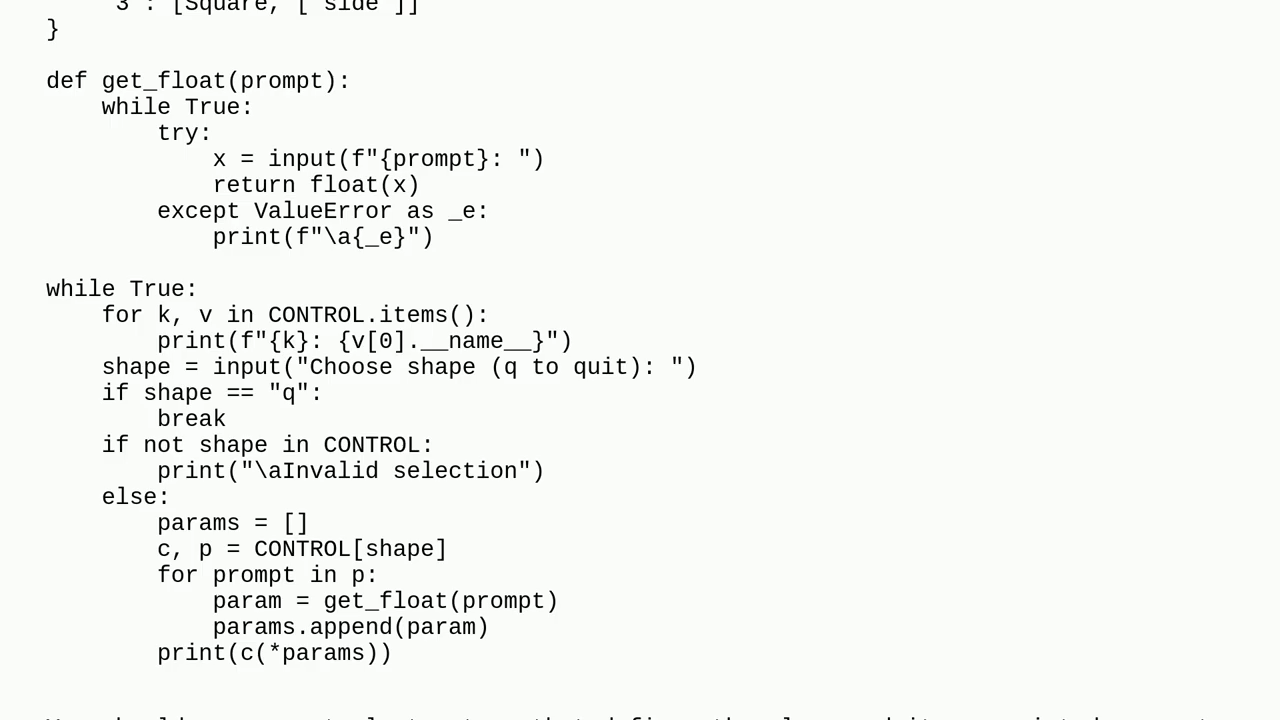 3 : [Square, [ side ]]
}
def get_float(prompt):
    while True:
        try:
            x = input(f"{prompt}: ")
            return float(x)
        except ValueError as _e:
            print(f"\a{_e}")
while True:
    for k, v in CONTROL.items():
        print(f"{k}: {v[0].__name__}")
    shape = input("Choose shape (q to quit): ")
    if shape == "q":
        break
    if not shape in CONTROL:
        print("\aInvalid selection")
    else:
        params = []
        c, p = CONTROL[shape]
        for prompt in p:
            param = get_float(prompt)
            params.append(param)
        print(c(*params))